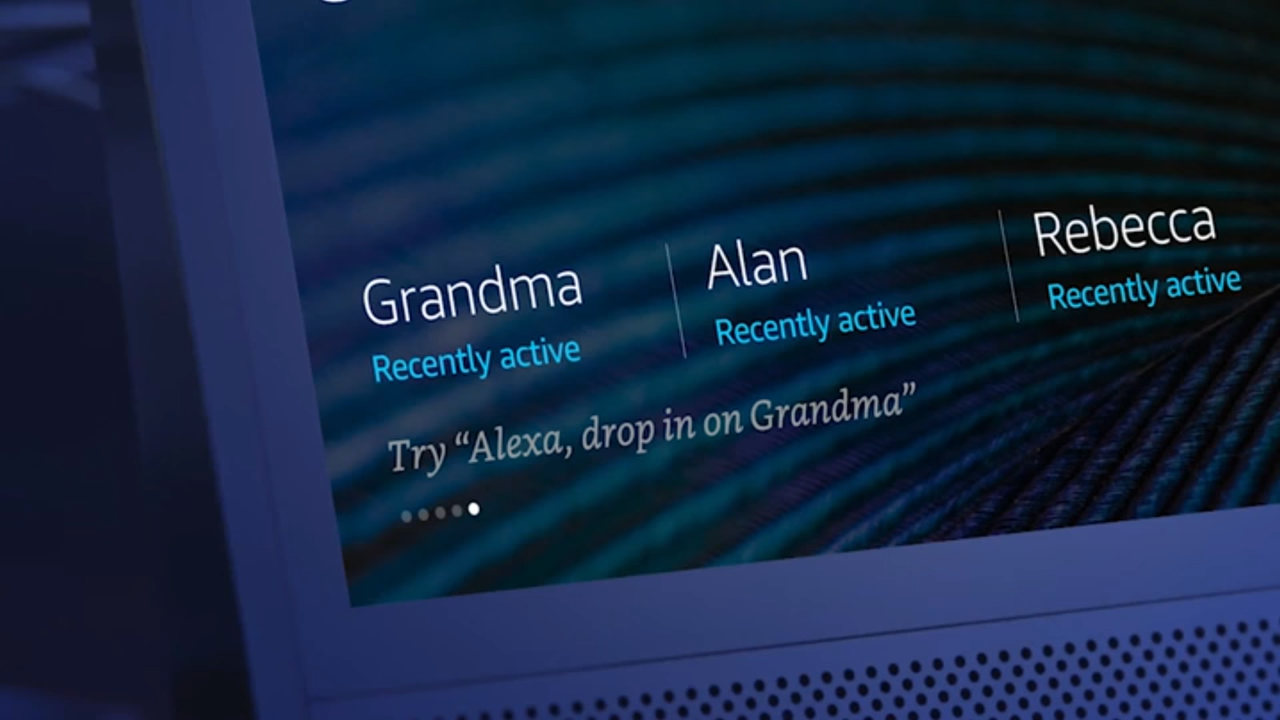 Grandma Alan Rebecca
Recently active Recently active Recently active
Try “Alexa, drop in on Grandma”